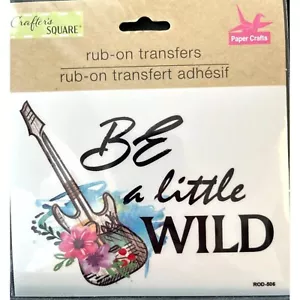 Crafter's
SQUARE
rub-on transfers
rub-on transfert adhésif
Paper Crafts
BE
a little
WILD
ROD-806